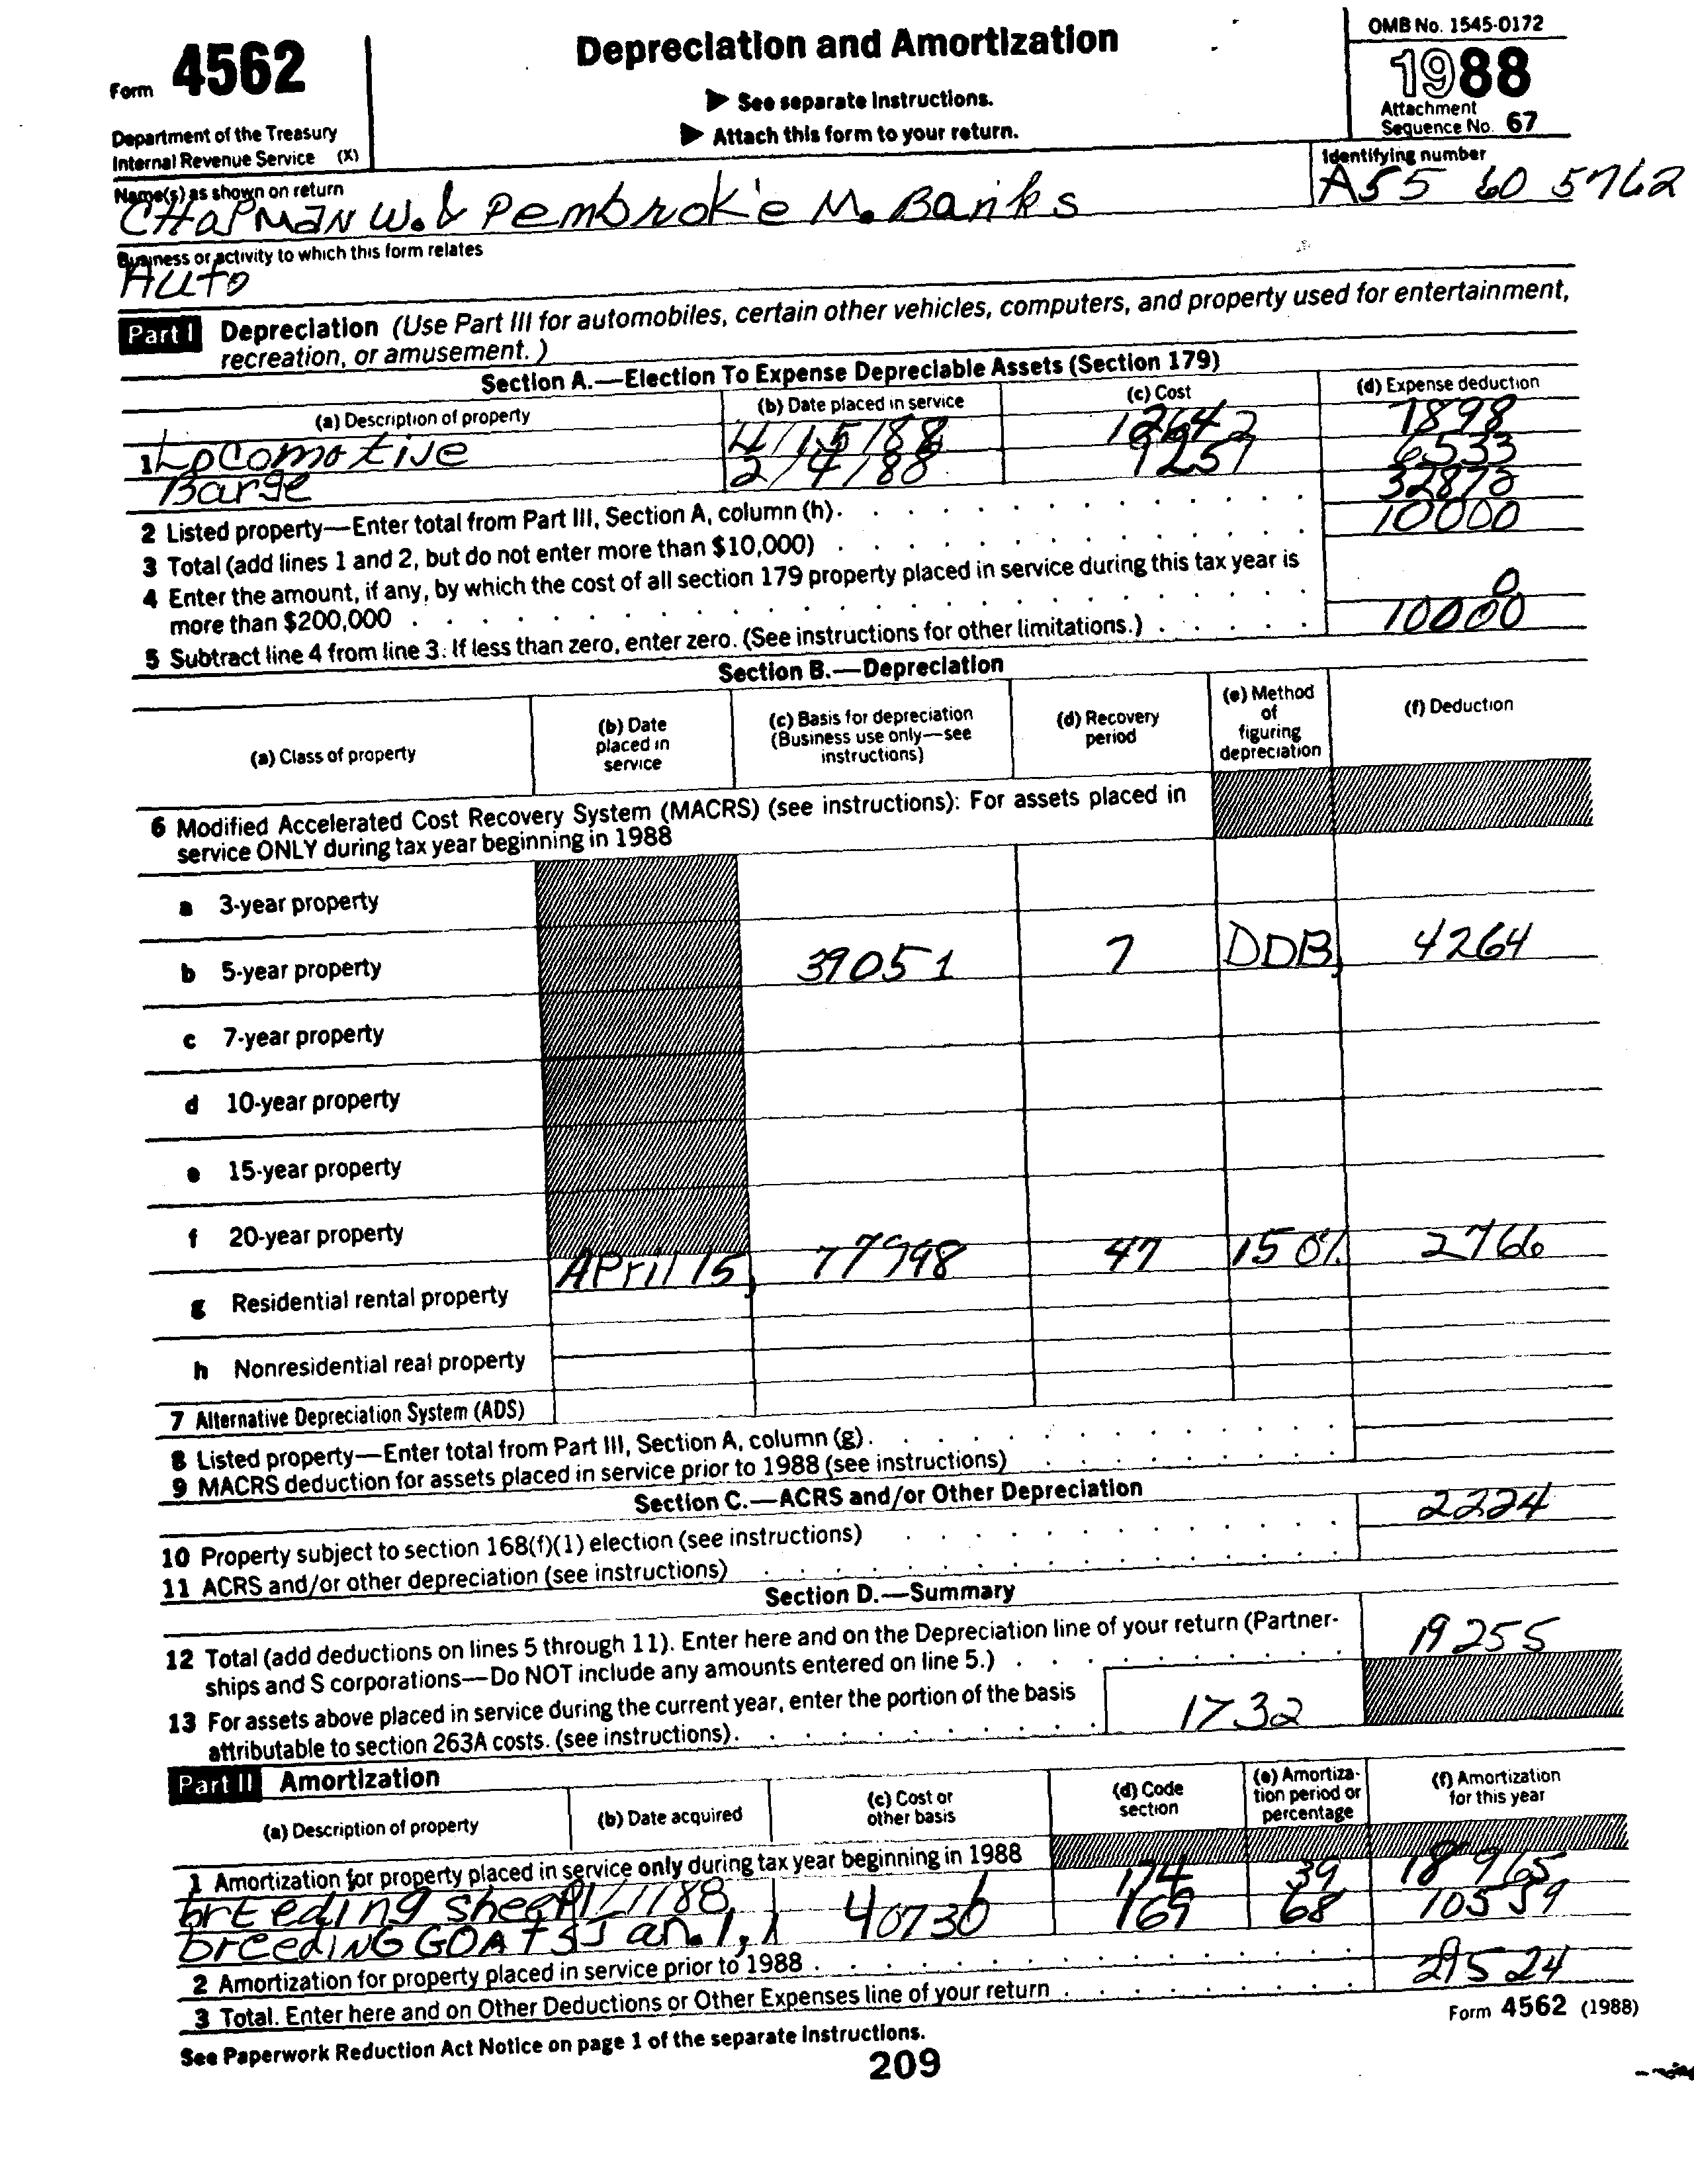 Form 4562
Department of the Treasury
Internal Revenue Service (X)
Depreciation and Amortization
▶ See separate Instructions.
▶ Attach this form to your return.
OMB No. 1545-0172
1988
Attachment
Sequence No. 67
Name(s) as shown on return
CHAPMAN W. & Pembroke M. Banks
Identifying number
A55 60 5762
Business or activity to which this form relates
Auto
Part I Depreciation (Use Part III for automobiles, certain other vehicles, computers, and property used for entertainment,
recreation, or amusement.)
Section A.—Election To Expense Depreciable Assets (Section 179)
(a) Description of property (b) Date placed in service (c) Cost (d) Expense deduction
1 Locomotive 4/15/88 12642 7898
Barge 2/4/88 9257 6533
2 Listed property—Enter total from Part III, Section A, column (h). 32878
3 Total (add lines 1 and 2, but do not enter more than $10,000) 10000
4 Enter the amount, if any, by which the cost of all section 179 property placed in service during this tax year is
more than $200,000 0
5 Subtract line 4 from line 3. If less than zero, enter zero. (See instructions for other limitations.) 10000
Section B.—Depreciation
(a) Class of property (b) Date placed in service (c) Basis for depreciation (Business use only—see instructions) (d) Recovery period (e) Method of figuring depreciation (f) Deduction
6 Modified Accelerated Cost Recovery System (MACRS) (see instructions): For assets placed in
service ONLY during tax year beginning in 1988
a 3-year property
b 5-year property 39051 7 DDB 4264
c 7-year property
d 10-year property
e 15-year property
f 20-year property
g Residential rental property April 15 77998 47 150% 2766
h Nonresidential real property
7 Alternative Depreciation System (ADS)
8 Listed property—Enter total from Part III, Section A, column (g).
9 MACRS deduction for assets placed in service prior to 1988 (see instructions)
Section C.—ACRS and/or Other Depreciation
10 Property subject to section 168(f)(1) election (see instructions) 2224
11 ACRS and/or other depreciation (see instructions)
Section D.—Summary
12 Total (add deductions on lines 5 through 11). Enter here and on the Depreciation line of your return (Partner-
ships and S corporations—Do NOT include any amounts entered on line 5.) 19255
13 For assets above placed in service during the current year, enter the portion of the basis
attributable to section 263A costs. (see instructions). 1732
Part II Amortization
(a) Description of property (b) Date acquired (c) Cost or other basis (d) Code section (e) Amortization period or percentage (f) Amortization for this year
1 Amortization for property placed in service only during tax year beginning in 1988
breeding sheep 1/1/88 174 39 18965
breeding GOATS Jan. 1, 40736 169 68 10559
2 Amortization for property placed in service prior to 1988
3 Total. Enter here and on Other Deductions or Other Expenses line of your return 29524
See Paperwork Reduction Act Notice on page 1 of the separate Instructions.
Form 4562 (1988)
209